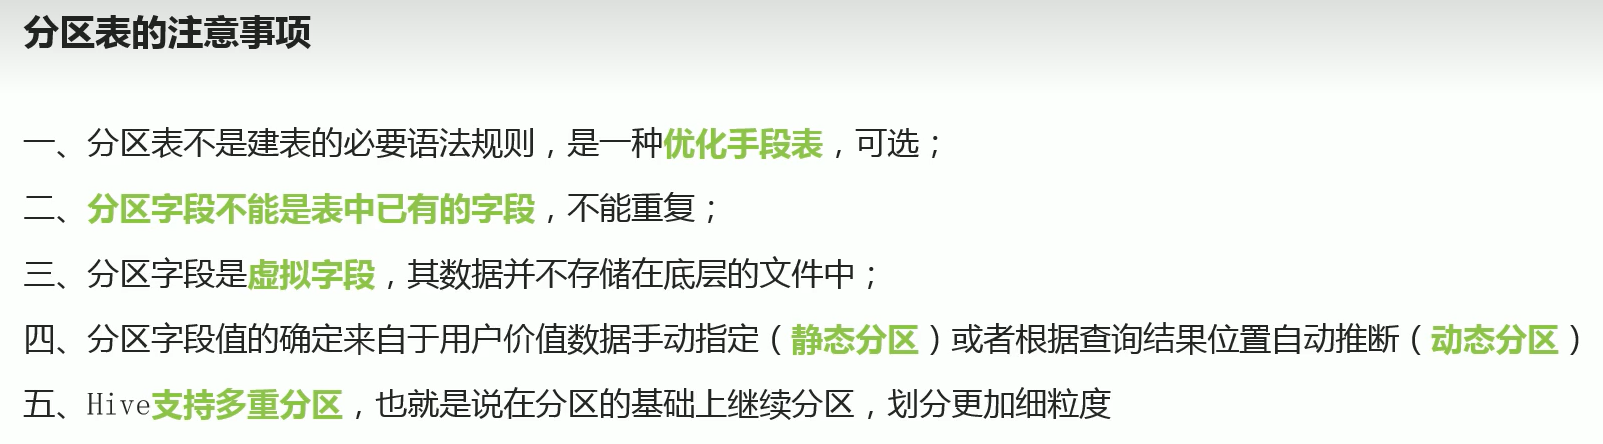 分区表的注意事项
一、分区表不是建表的必要语法规则，是一种优化手段表，可选；
二、分区字段不能是表中已有的字段，不能重复；
三、分区字段是虚拟字段，其数据并不存储在底层的文件中；
四、分区字段值的确定来自于用户价值数据手动指定（静态分区）或者根据查询结果位置自动推断（动态分区）
五、Hive支持多重分区，也就是说在分区的基础上继续分区，划分更加细粒度